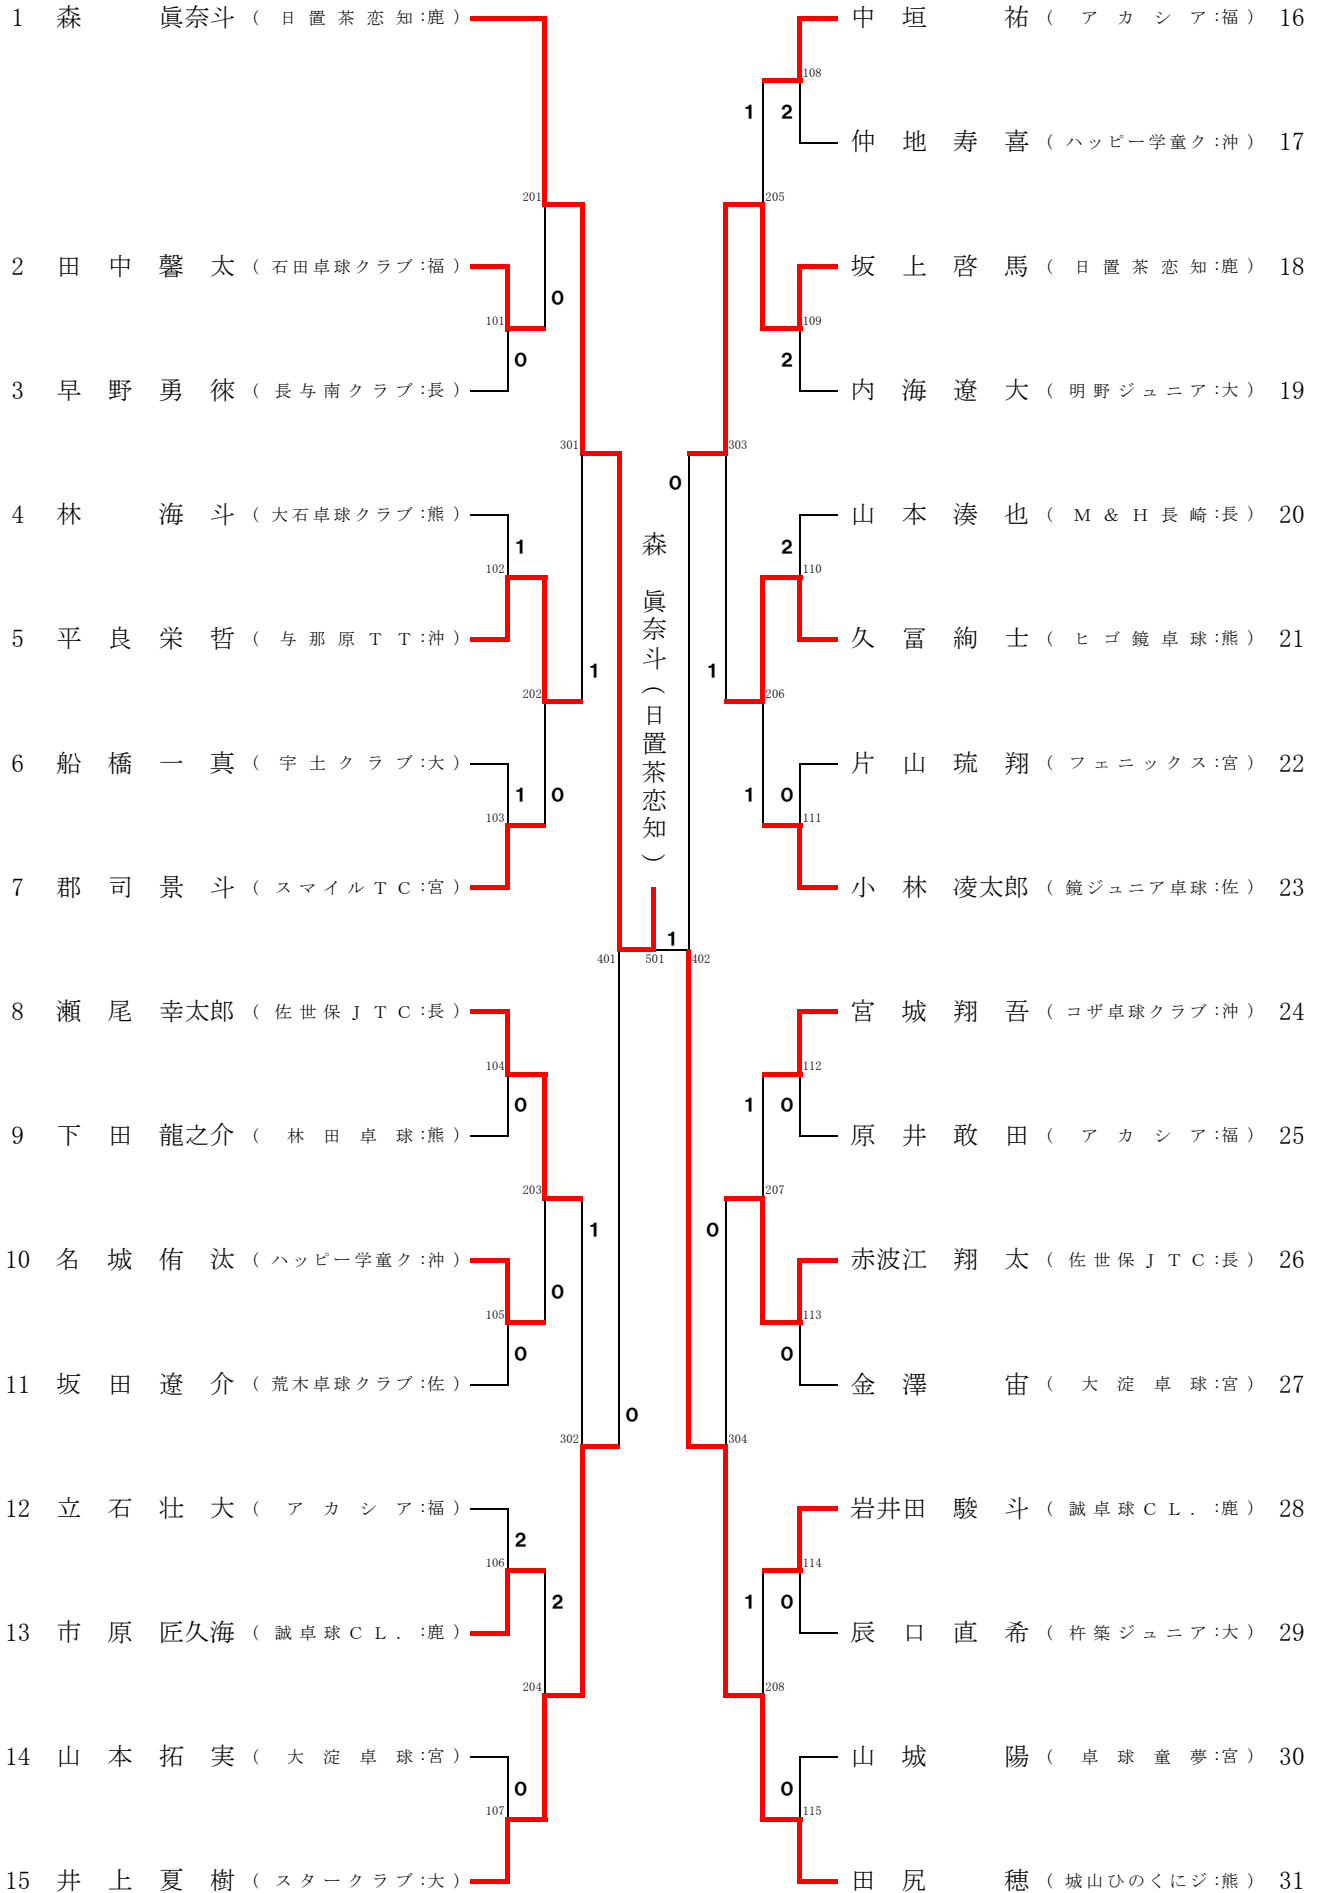 1 森 眞奈斗 （ 日置茶恋知:鹿 ）
2 田中馨太 （ 石田卓球クラブ:福 ）
3 早野勇徠 （ 長与南クラブ:長 ）
4 林 海斗 （ 大石卓球クラブ:熊 ）
5 平良栄哲 （ 与那原ＴＴ:沖 ）
6 船橋一真 （ 宇土クラブ:大 ）
7 郡司景斗 （ スマイルＴＣ:宮 ）
8 瀬尾幸太郎 （ 佐世保ＪＴＣ:長 ）
9 下田龍之介 （ 林田卓球:熊 ）
10 名城侑汰 （ ハッピー学童ク:沖 ）
11 坂田遼介 （ 荒木卓球クラブ:佐 ）
12 立石壮大 （ アカシア:福 ）
13 市原匠久海 （ 誠卓球ＣＬ．:鹿 ）
14 山本拓実 （ 大淀卓球:宮 ）
15 井上夏樹 （ スタークラブ:大 ）
201
0
101
0
301
1
102
202
1
1
0
103
104
0
203
1
0
105
0
302
0
2
106
2
204
0
107
401
501
402
1
森 眞奈斗（日置茶恋知）
108
1 2
205
109
2
303
0
2
110
1
206
1 0
111
112
1 0
207
0
113
0
304
114
1 0
208
0
115
中垣 祐 （ アカシア:福 ） 16
仲地寿喜 （ ハッピー学童ク:沖 ） 17
坂上啓馬 （ 日置茶恋知:鹿 ） 18
内海遼大 （ 明野ジュニア:大 ） 19
山本湊也 （ Ｍ＆Ｈ長崎:長 ） 20
久冨絢士 （ ヒゴ鏡卓球:熊 ） 21
片山琉翔 （ フェニックス:宮 ） 22
小林凌太郎 （ 鏡ジュニア卓球:佐 ） 23
宮城翔吾 （ コザ卓球クラブ:沖 ） 24
原井敢田 （ アカシア:福 ） 25
赤波江翔太 （ 佐世保ＪＴＣ:長 ） 26
金澤 宙 （ 大淀卓球:宮 ） 27
岩井田駿斗 （ 誠卓球ＣＬ．:鹿 ） 28
辰口直希 （ 杵築ジュニア:大 ） 29
山城 陽 （ 卓球童夢:宮 ） 30
田尻 穂 （ 城山ひのくにジ:熊 ） 31